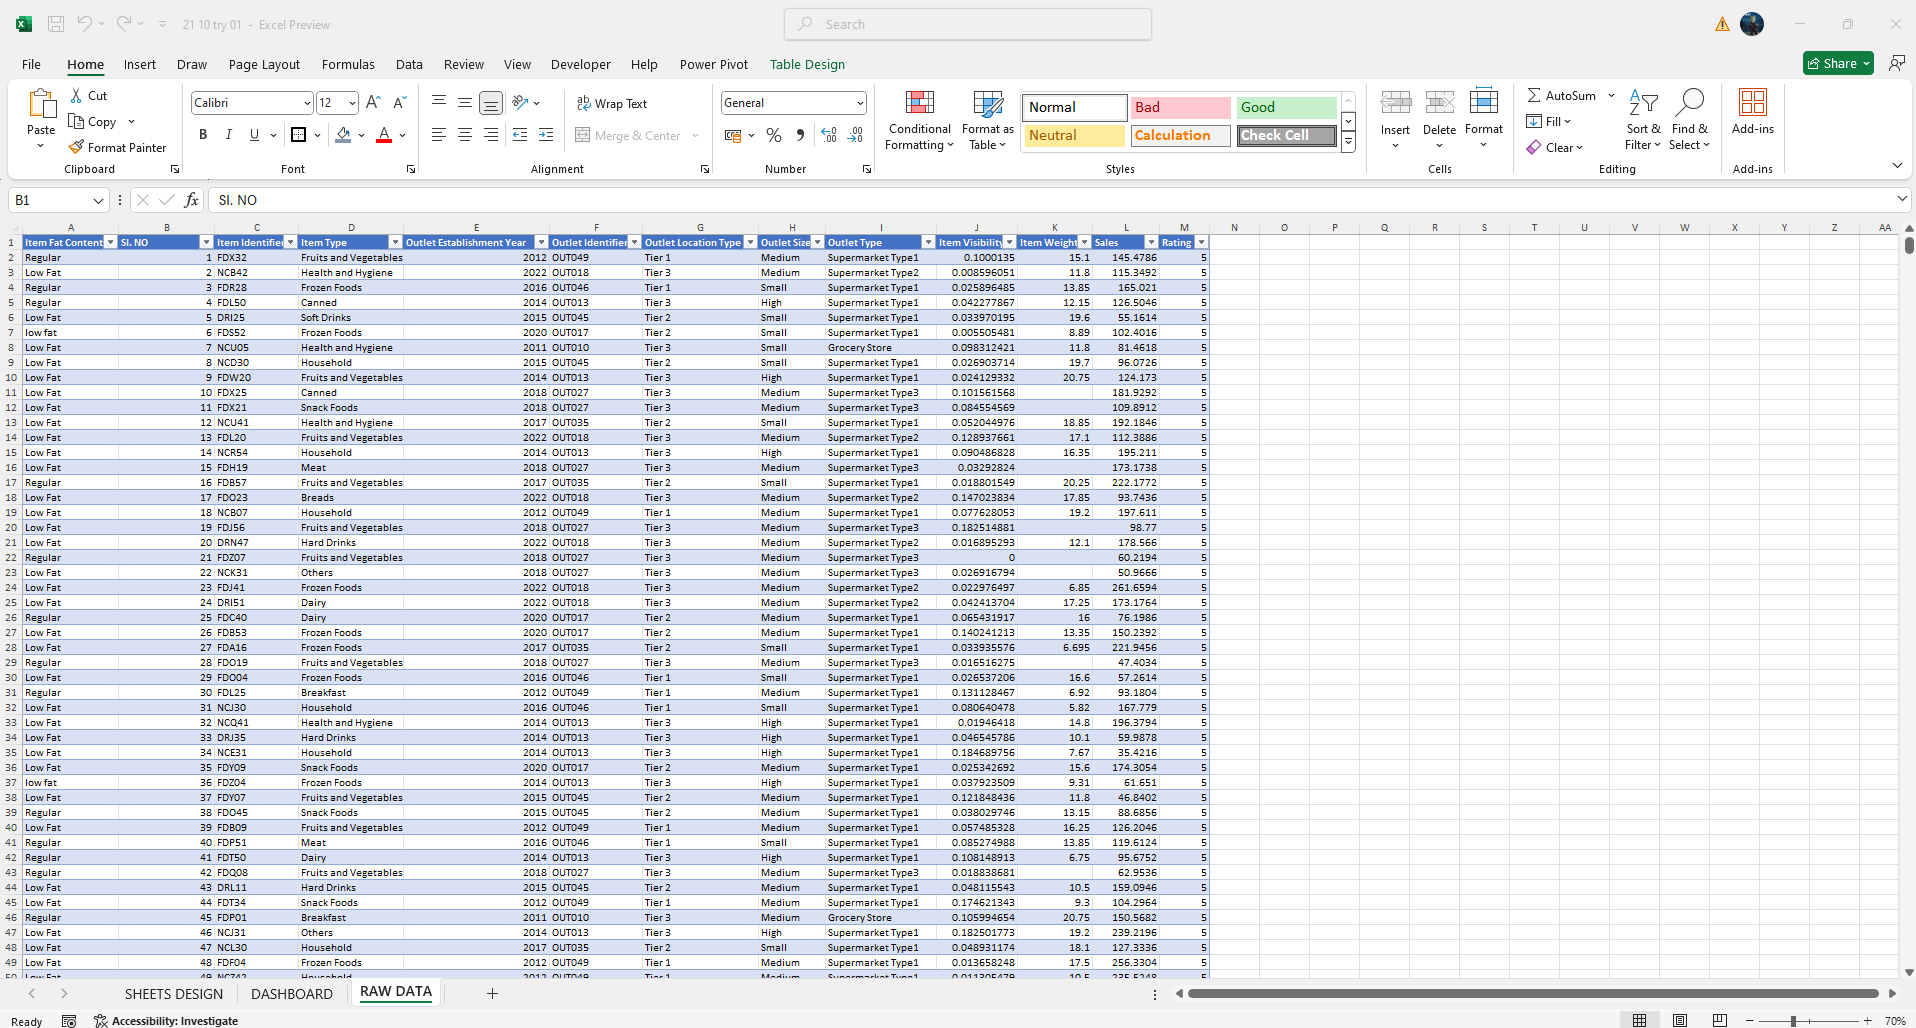 21 10 try 01 - Excel Preview
Search
File Home Insert Draw Page Layout Formulas Data Review View Developer Help Power Pivot Table Design
Share
Paste
Cut
Copy
Format Painter
Clipboard
Calibri 12
B I U
Font
Wrap Text
Merge & Center
Alignment
General
Number
Conditional Formatting
Format as Table
Normal Bad Good
Neutral Calculation Check Cell
Styles
Insert Delete Format
Cells
AutoSum
Fill
Clear
Sort & Filter
Find & Select
Editing
Add-ins
Add-ins
B1 fx SI. NO
A B C D E F G H I J K L M N O P Q R S T U V W X Y Z AA
1 Item Fat Content SI. NO Item Identifier Item Type Outlet Establishment Year Outlet Identifier Outlet Location Type Outlet Size Outlet Type Item Visibility Item Weight Sales Rating
2 Regular 1 FDX32 Fruits and Vegetables 2012 OUT049 Tier 1 Medium Supermarket Type1 0.1000135 15.1 145.4786 5
3 Low Fat 2 NCB42 Health and Hygiene 2022 OUT018 Tier 3 Medium Supermarket Type2 0.008596051 11.8 115.3492 5
4 Regular 3 FDR28 Frozen Foods 2016 OUT046 Tier 1 Small Supermarket Type1 0.025896485 13.85 165.021 5
5 Regular 4 FDL50 Canned 2014 OUT013 Tier 3 High Supermarket Type1 0.042277867 12.15 126.5046 5
6 Low Fat 5 DRI25 Soft Drinks 2015 OUT045 Tier 2 Small Supermarket Type1 0.033970195 19.6 55.1614 5
7 low fat 6 FDS52 Frozen Foods 2020 OUT017 Tier 2 Small Supermarket Type1 0.005505481 8.89 102.4016 5
8 Low Fat 7 NCU05 Health and Hygiene 2011 OUT010 Tier 3 Small Grocery Store 0.098312421 11.8 81.4618 5
9 Low Fat 8 NCD30 Household 2015 OUT045 Tier 2 Small Supermarket Type1 0.026903714 19.7 96.0726 5
10 Low Fat 9 FDW20 Fruits and Vegetables 2014 OUT013 Tier 3 High Supermarket Type1 0.024129332 20.75 124.173 5
11 Low Fat 10 FDX25 Canned 2018 OUT027 Tier 3 Medium Supermarket Type3 0.101561568 181.9292 5
12 Low Fat 11 FDX21 Snack Foods 2018 OUT027 Tier 3 Medium Supermarket Type3 0.084554569 109.8912 5
13 Low Fat 12 NCU41 Health and Hygiene 2017 OUT035 Tier 2 Small Supermarket Type1 0.052044976 18.85 192.1846 5
14 Low Fat 13 FDL20 Fruits and Vegetables 2022 OUT018 Tier 3 Medium Supermarket Type2 0.128937661 17.1 112.3886 5
15 Low Fat 14 NCR54 Household 2014 OUT013 Tier 3 High Supermarket Type1 0.090486828 16.35 195.211 5
16 Low Fat 15 FDH19 Meat 2018 OUT027 Tier 3 Medium Supermarket Type3 0.03292824 173.1738 5
17 Regular 16 FDB57 Fruits and Vegetables 2017 OUT035 Tier 2 Small Supermarket Type1 0.018801549 20.25 222.1772 5
18 Low Fat 17 FDO23 Breads 2022 OUT018 Tier 3 Medium Supermarket Type2 0.147023834 17.85 93.7436 5
19 Low Fat 18 NCB07 Household 2012 OUT049 Tier 1 Medium Supermarket Type1 0.077628053 19.2 197.611 5
20 Low Fat 19 FDJ56 Fruits and Vegetables 2018 OUT027 Tier 3 Medium Supermarket Type3 0.182514881 98.77 5
21 Low Fat 20 DRN47 Hard Drinks 2022 OUT018 Tier 3 Medium Supermarket Type2 0.016895293 12.1 178.566 5
22 Regular 21 FDZ07 Fruits and Vegetables 2018 OUT027 Tier 3 Medium Supermarket Type3 0 60.2194 5
23 Low Fat 22 NCK31 Others 2018 OUT027 Tier 3 Medium Supermarket Type3 0.026916794 50.9666 5
24 Low Fat 23 FDJ41 Frozen Foods 2022 OUT018 Tier 3 Medium Supermarket Type2 0.022976497 6.85 261.6594 5
25 Low Fat 24 DRI51 Dairy 2022 OUT018 Tier 3 Medium Supermarket Type2 0.042413704 17.25 173.1764 5
26 Regular 25 FDC40 Dairy 2020 OUT017 Tier 2 Medium Supermarket Type1 0.065431917 16 76.1986 5
27 Low Fat 26 FDB53 Frozen Foods 2020 OUT017 Tier 2 Medium Supermarket Type1 0.140241213 13.35 150.2392 5
28 Low Fat 27 FDA16 Frozen Foods 2017 OUT035 Tier 2 Small Supermarket Type1 0.033935576 6.695 221.9456 5
29 Regular 28 FDO19 Fruits and Vegetables 2018 OUT027 Tier 3 Medium Supermarket Type3 0.016516275 47.4034 5
30 Low Fat 29 FDO04 Frozen Foods 2016 OUT046 Tier 1 Small Supermarket Type1 0.026537206 16.6 57.2614 5
31 Regular 30 FDL25 Breakfast 2012 OUT049 Tier 1 Medium Supermarket Type1 0.131128467 6.92 93.1804 5
32 Low Fat 31 NCJ30 Household 2016 OUT046 Tier 1 Small Supermarket Type1 0.080640478 5.82 167.779 5
33 Low Fat 32 NCQ41 Health and Hygiene 2014 OUT013 Tier 3 High Supermarket Type1 0.01946418 14.8 196.3794 5
34 Low Fat 33 DRJ35 Hard Drinks 2014 OUT013 Tier 3 High Supermarket Type1 0.046545786 10.1 59.9878 5
35 Low Fat 34 NCE31 Household 2014 OUT013 Tier 3 High Supermarket Type1 0.184689756 7.67 35.4216 5
36 Low Fat 35 FDY09 Snack Foods 2020 OUT017 Tier 2 Medium Supermarket Type1 0.025342692 15.6 174.3054 5
37 low fat 36 FDZ04 Frozen Foods 2014 OUT013 Tier 3 High Supermarket Type1 0.037923509 9.31 61.651 5
38 Low Fat 37 FDY07 Fruits and Vegetables 2015 OUT045 Tier 2 Medium Supermarket Type1 0.121848436 11.8 46.8402 5
39 Regular 38 FDO45 Snack Foods 2015 OUT045 Tier 2 Medium Supermarket Type1 0.038029746 13.15 88.6856 5
40 Low Fat 39 FDB09 Fruits and Vegetables 2012 OUT049 Tier 1 Medium Supermarket Type1 0.057485328 16.25 126.2046 5
41 Regular 40 FDP51 Meat 2016 OUT046 Tier 1 Small Supermarket Type1 0.085274988 13.85 119.6124 5
42 Regular 41 FDT50 Dairy 2014 OUT013 Tier 3 High Supermarket Type1 0.108148913 6.75 95.6752 5
43 Regular 42 FDQ08 Fruits and Vegetables 2018 OUT027 Tier 3 Medium Supermarket Type3 0.018838681 62.9536 5
44 Low Fat 43 DRL11 Hard Drinks 2015 OUT045 Tier 2 Medium Supermarket Type1 0.048115543 10.5 159.0946 5
45 Low Fat 44 FDT34 Snack Foods 2012 OUT049 Tier 1 Medium Supermarket Type1 0.174621343 9.3 104.2964 5
46 Regular 45 FDP01 Breakfast 2011 OUT010 Tier 3 Medium Grocery Store 0.105994654 20.75 150.5682 5
47 Low Fat 46 NCJ31 Others 2014 OUT013 Tier 3 High Supermarket Type1 0.182501773 19.2 239.2196 5
48 Low Fat 47 NCL30 Household 2017 OUT035 Tier 2 Small Supermarket Type1 0.048931174 18.1 127.3336 5
49 Low Fat 48 FDF04 Frozen Foods 2012 OUT049 Tier 1 Medium Supermarket Type1 0.013658248 17.5 256.3304 5
SHEETS DESIGN DASHBOARD RAW DATA
Ready Accessibility: Investigate 70%